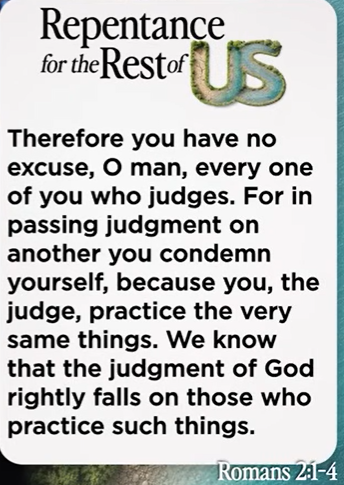 Repentance
for the Rest of US
Therefore you have no
excuse, O man, every one
of you who judges. For in
passing judgment on
another you condemn
yourself, because you, the
judge, practice the very
same things. We know
that the judgment of God
rightly falls on those who
practice such things.
Romans 2:1-4